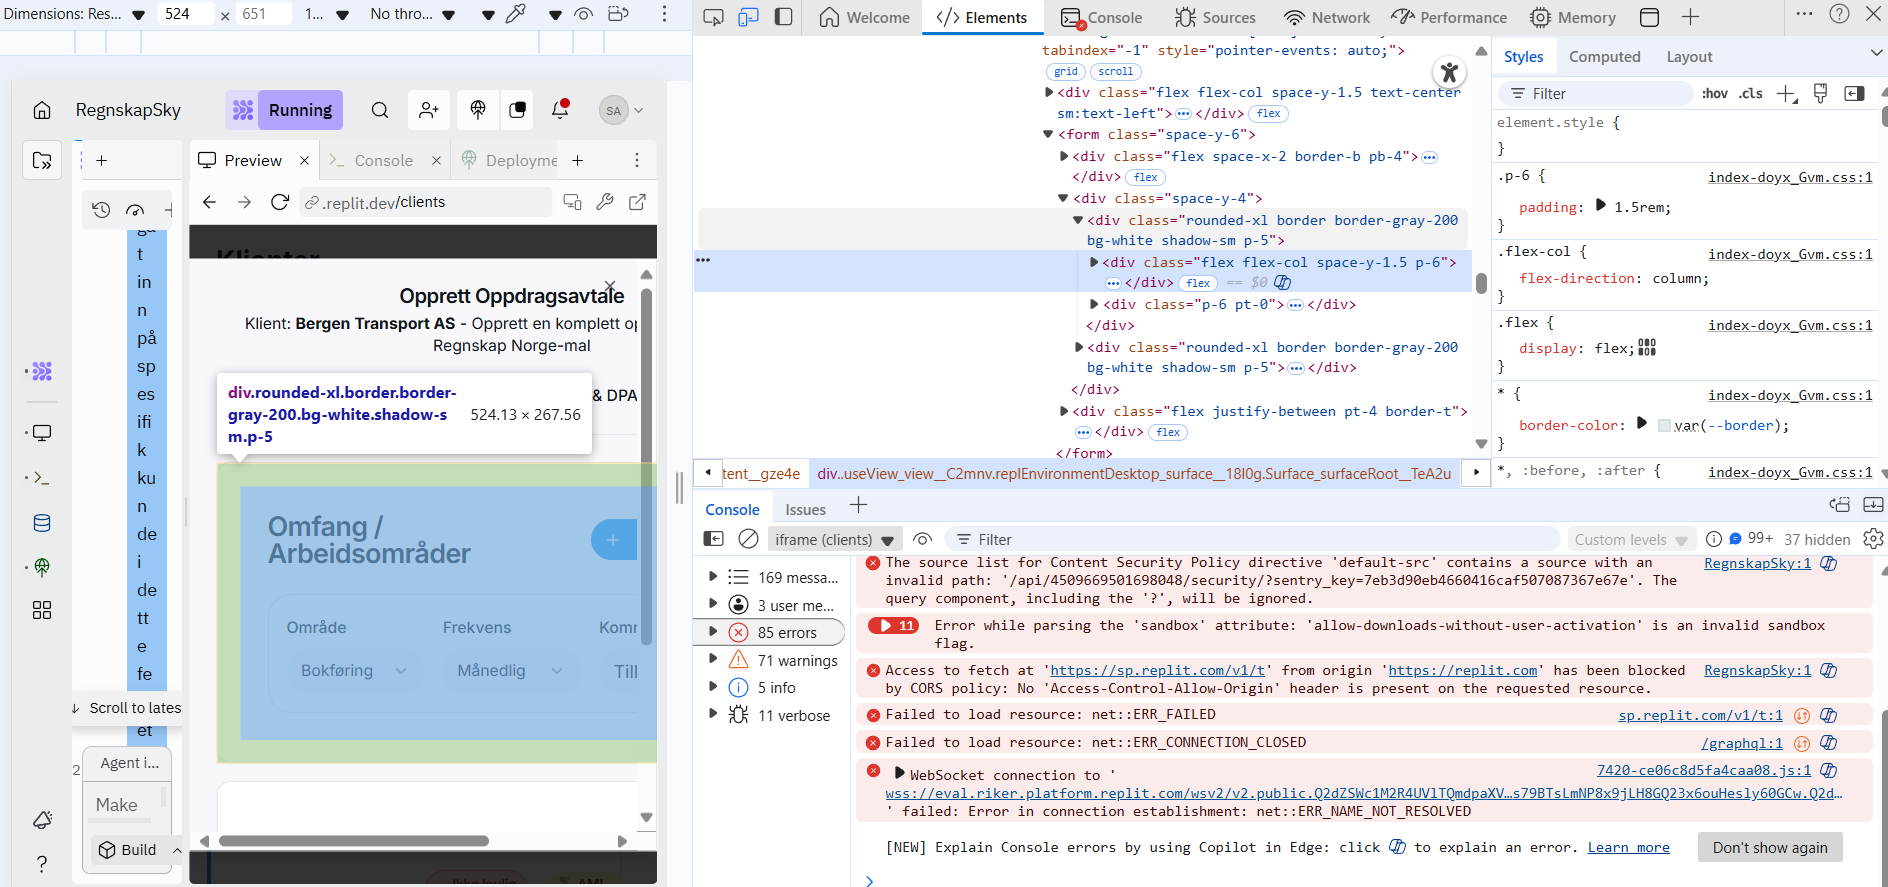 Dimensions: Res...
524 × 651
1...
No thro...
RegnskapSky
Running
SA
Preview
Console
Deployme
.replit.dev/clients
t
in
n
på
sp
es
ifi
k
ku
n
de
i
de
tt
e
fe
et
Scroll to lates
2
Agent i...
Make
Build
Klienter
Opprett Oppdragsavtale
Klient: Bergen Transport AS - Opprett en komplett op
Regnskap Norge-mal
& DPA
div.rounded-xl.border.border-
gray-200.bg-white.shadow-s
m.p-5
524.13 × 267.56
Omfang /
Arbeidsområder
Område
Frekvens
Komm
Bokføring
Månedlig
Till
Welcome
</> Elements
Console
Sources
Network
Performance
Memory
tabindex="-1" style="pointer-events: auto;">
grid
scroll
<div class="flex flex-col space-y-1.5 text-center
sm:text-left"> ⋯ </div> flex
<form class="space-y-6">
<div class="flex space-x-2 border-b pb-4"> ⋯
</div> flex
<div class="space-y-4">
<div class="rounded-xl border border-gray-200
bg-white shadow-sm p-5">
<div class="flex flex-col space-y-1.5 p-6">
⋯ </div> flex == $0
<div class="p-6 pt-0"> ⋯ </div>
</div>
<div class="rounded-xl border border-gray-200
bg-white shadow-sm p-5"> ⋯ </div>
</div>
<div class="flex justify-between pt-4 border-t">
⋯ </div> flex
</form>
tent__gze4e
div..useView_view__C2mnv.replEnvironmentDesktop_surface__18I0g.Surface_surfaceRoot__TeA2u
Styles
Computed
Layout
Filter
:hov .cls
element.style {
}
.p-6 {
index-doyx_Gvm.css:1
padding: 1.5rem;
}
.flex-col {
index-doyx_Gvm.css:1
flex-direction: column;
}
.flex {
index-doyx_Gvm.css:1
display: flex;
}
* {
index-doyx_Gvm.css:1
border-color: var(--border);
}
*, :before, :after {
index-doyx_Gvm.css:1
Console
Issues
iframe (clients)
Filter
Custom levels
99+
37 hidden
169 messa...
3 user me...
85 errors
71 warnings
5 info
11 verbose
The source list for Content Security Policy directive 'default-src' contains a source with an
RegnskapSky:1
invalid path: '/api/4509669501698048/security/?sentry_key=7eb3d90eb4660416caf507087367e67e'. The
query component, including the '?', will be ignored.
11
Error while parsing the 'sandbox' attribute: 'allow-downloads-without-user-activation' is an invalid sandbox
flag.
Access to fetch at 'https://sp.replit.com/v1/t' from origin 'https://replit.com' has been blocked
RegnskapSky:1
by CORS policy: No 'Access-Control-Allow-Origin' header is present on the requested resource.
Failed to load resource: net::ERR_FAILED
sp.replit.com/v1/t:1
Failed to load resource: net::ERR_CONNECTION_CLOSED
/graphql:1
WebSocket connection to '
7420-ce06c8d5fa4caa08.js:1
wss://eval.riker.platform.replit.com/wsv2/v2.public.Q2dZSWc1M2R4UVlTQmdpaXV…s79BTsLmNP8x9jLH8GQ23x6ouHesly60GCw.Q2d…
' failed: Error in connection establishment: net::ERR_NAME_NOT_RESOLVED
[NEW] Explain Console errors by using Copilot in Edge: click to explain an error. Learn more
Don't show again